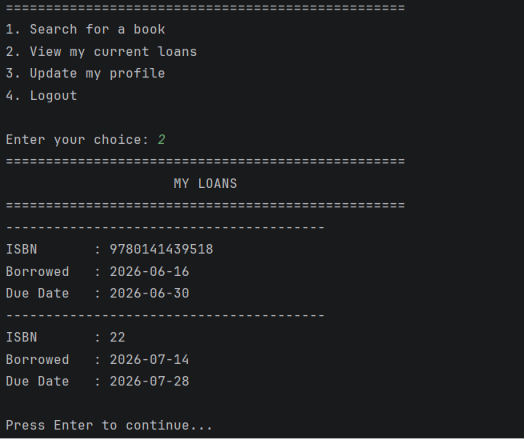 ==================================================
1. Search for a book
2. View my current loans
3. Update my profile
4. Logout
Enter your choice: 2
==================================================
MY LOANS
==================================================
----------------------------------------
ISBN       : 9780141439518
Borrowed   : 2026-06-16
Due Date   : 2026-06-30
----------------------------------------
ISBN       : 22
Borrowed   : 2026-07-14
Due Date   : 2026-07-28
Press Enter to continue...